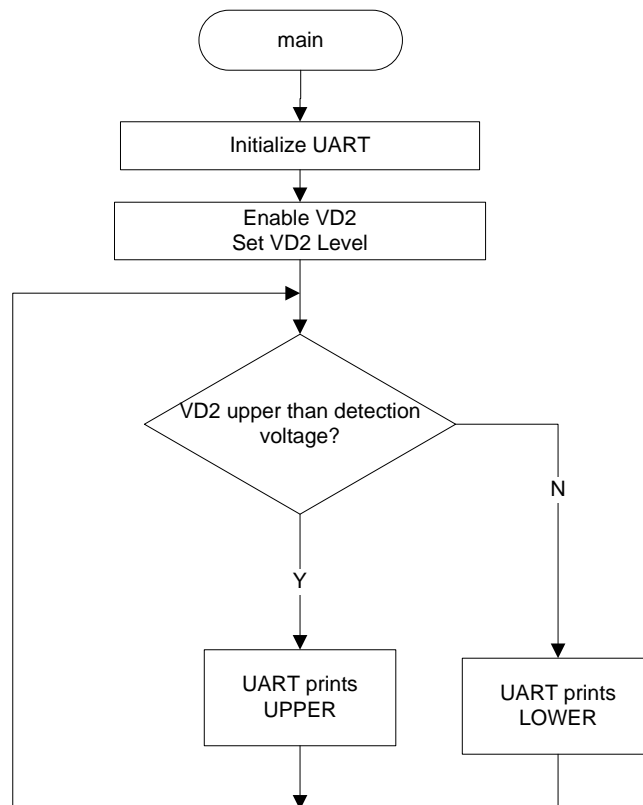 main
Initialize UART
Enable VD2
Set VD2 Level
VD2 upper than detection
voltage?
N
Y
UART prints
UPPER
UART prints
LOWER